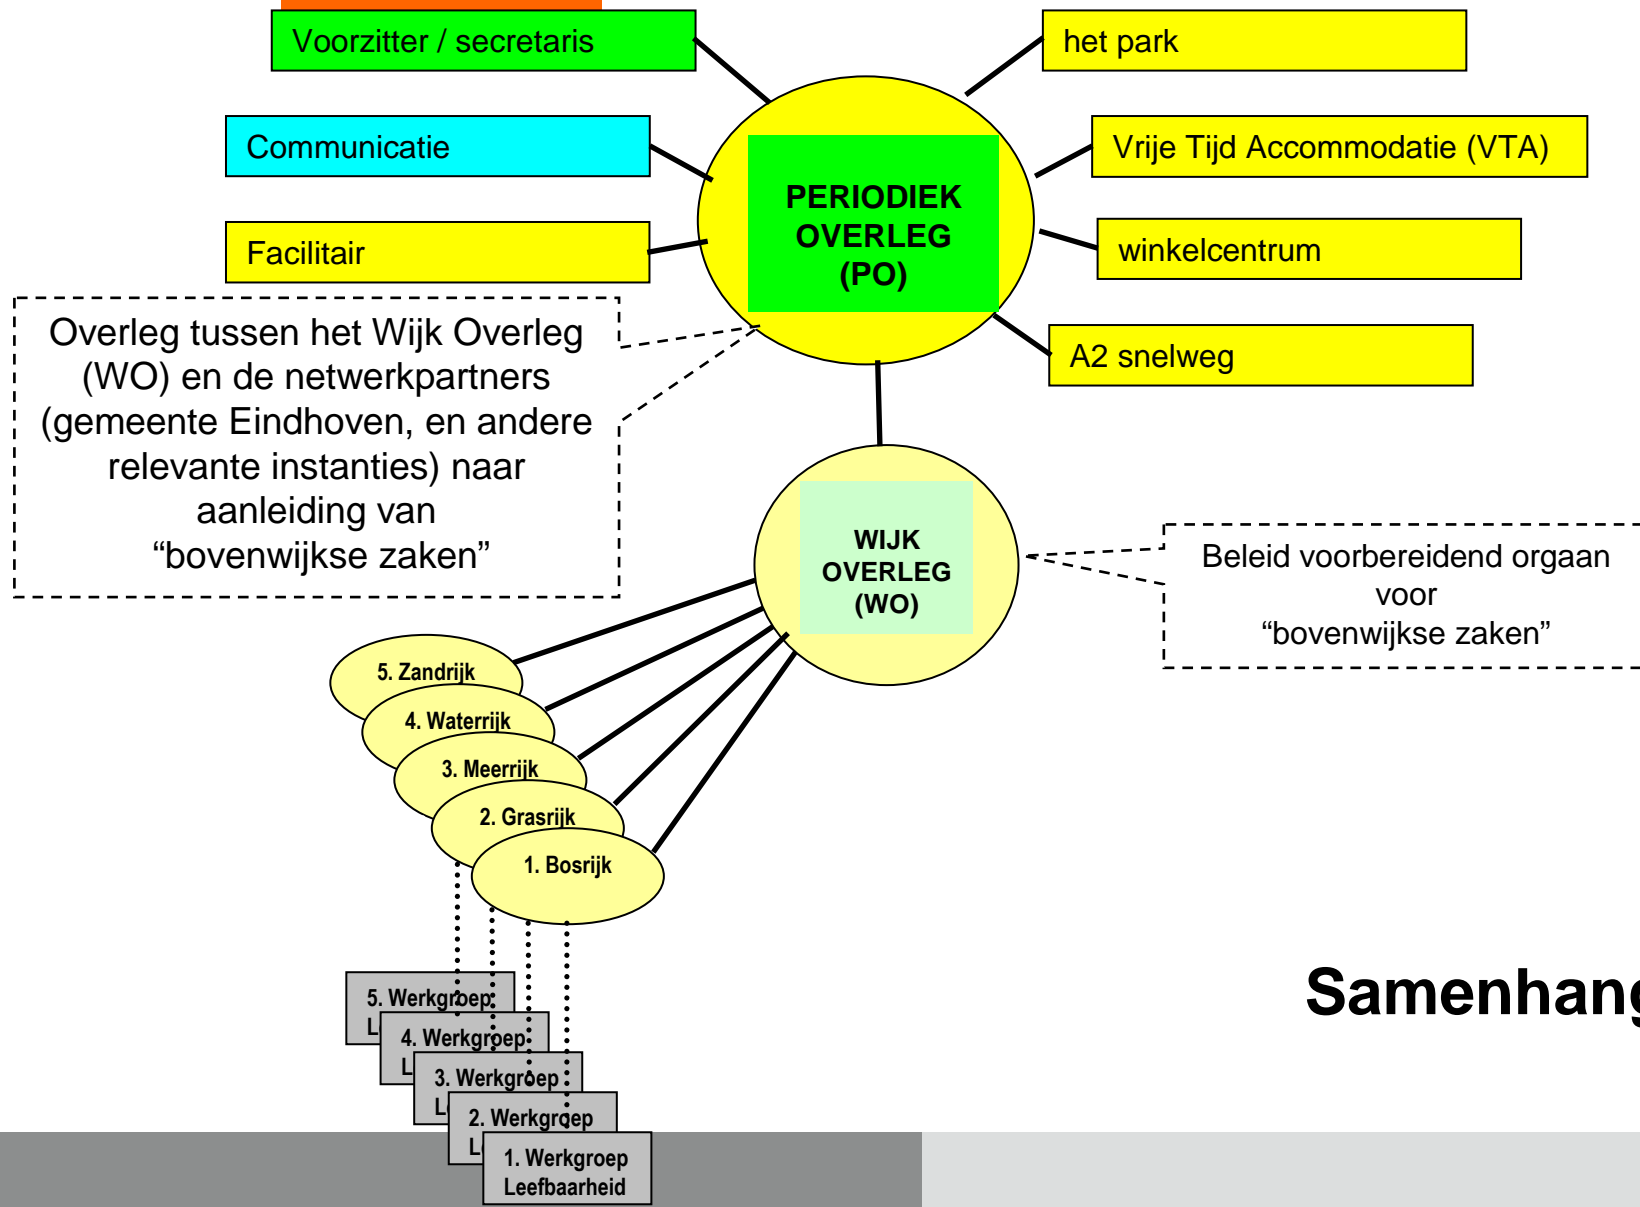 Voorzitter / secretaris
het park
Communicatie
Vrije Tijd Accommodatie (VTA)
PERIODIEK
OVERLEG
(PO)
Facilitair
winkelcentrum
A2 snelweg
Overleg tussen het Wijk Overleg
(WO) en de netwerkpartners
(gemeente Eindhoven, en andere
relevante instanties) naar
aanleiding van
“bovenwijkse zaken”
WIJK
OVERLEG
(WO)
Beleid voorbereidend orgaan
voor
“bovenwijkse zaken”
5. Zandrijk
4. Waterrijk
3. Meerrijk
2. Grasrijk
1. Bosrijk
Samenhang
5. Werkgroep
4. Werkgroep
3. Werkgroep
2. Werkgroep
1. Werkgroep
Leefbaarheid